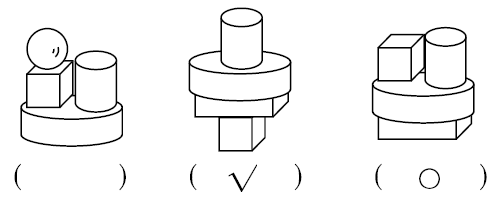 ( ) ( √ ) ( ○ )